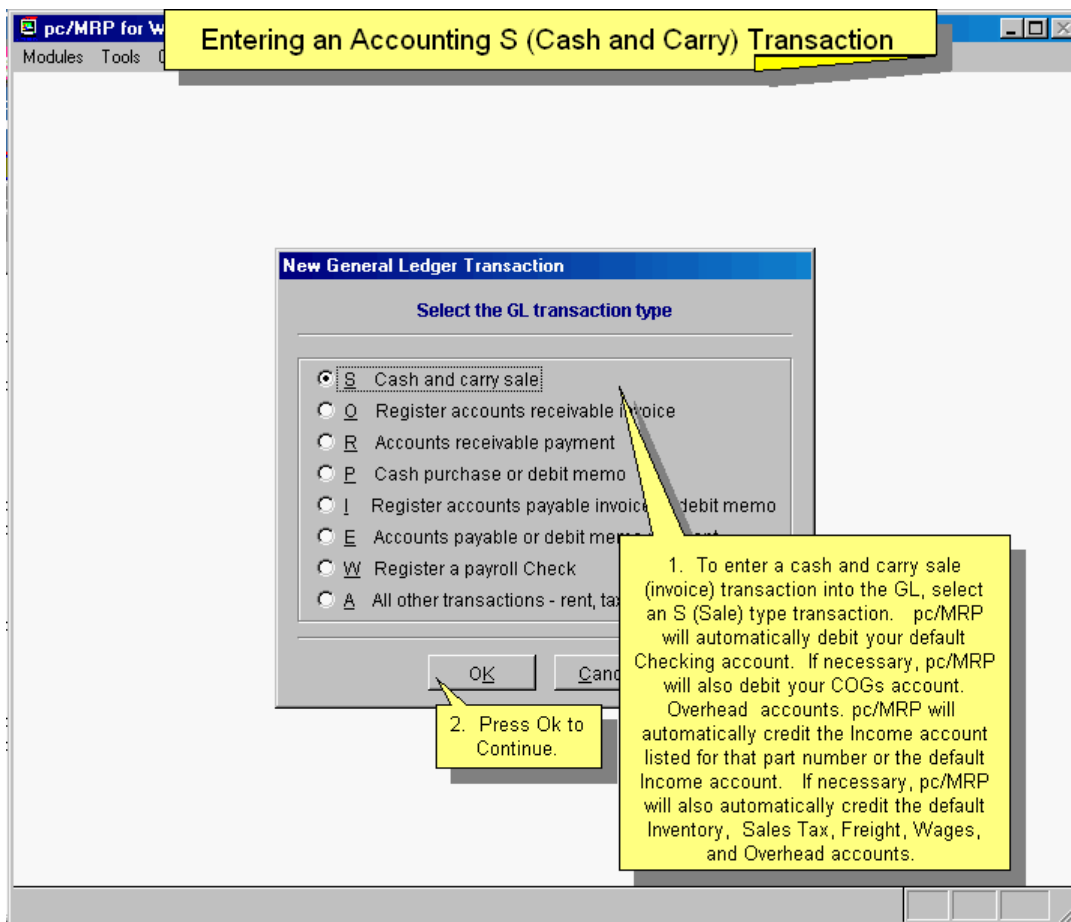 pc/MRP for W
Entering an Accounting S (Cash and Carry) Transaction
Modules Tools
New General Ledger Transaction
Select the GL transaction type
S Cash and carry sale
O Register accounts receivable invoice
R Accounts receivable payment
P Cash purchase or debit memo
I Register accounts payable invoice debit memo
E Accounts payable or debit memo
W Register a payroll Check
A All other transactions - rent, tax
OK
Canc
1. To enter a cash and carry sale
(invoice) transaction into the GL, select
an S (Sale) type transaction. pc/MRP
will automatically debit your default
Checking account. If necessary, pc/MRP
will also debit your COGs account.
Overhead accounts. pc/MRP will
automatically credit the Income account
listed for that part number or the default
Income account. If necessary, pc/MRP
will also automatically credit the default
Inventory, Sales Tax, Freight, Wages,
and Overhead accounts.
2. Press Ok to
Continue.